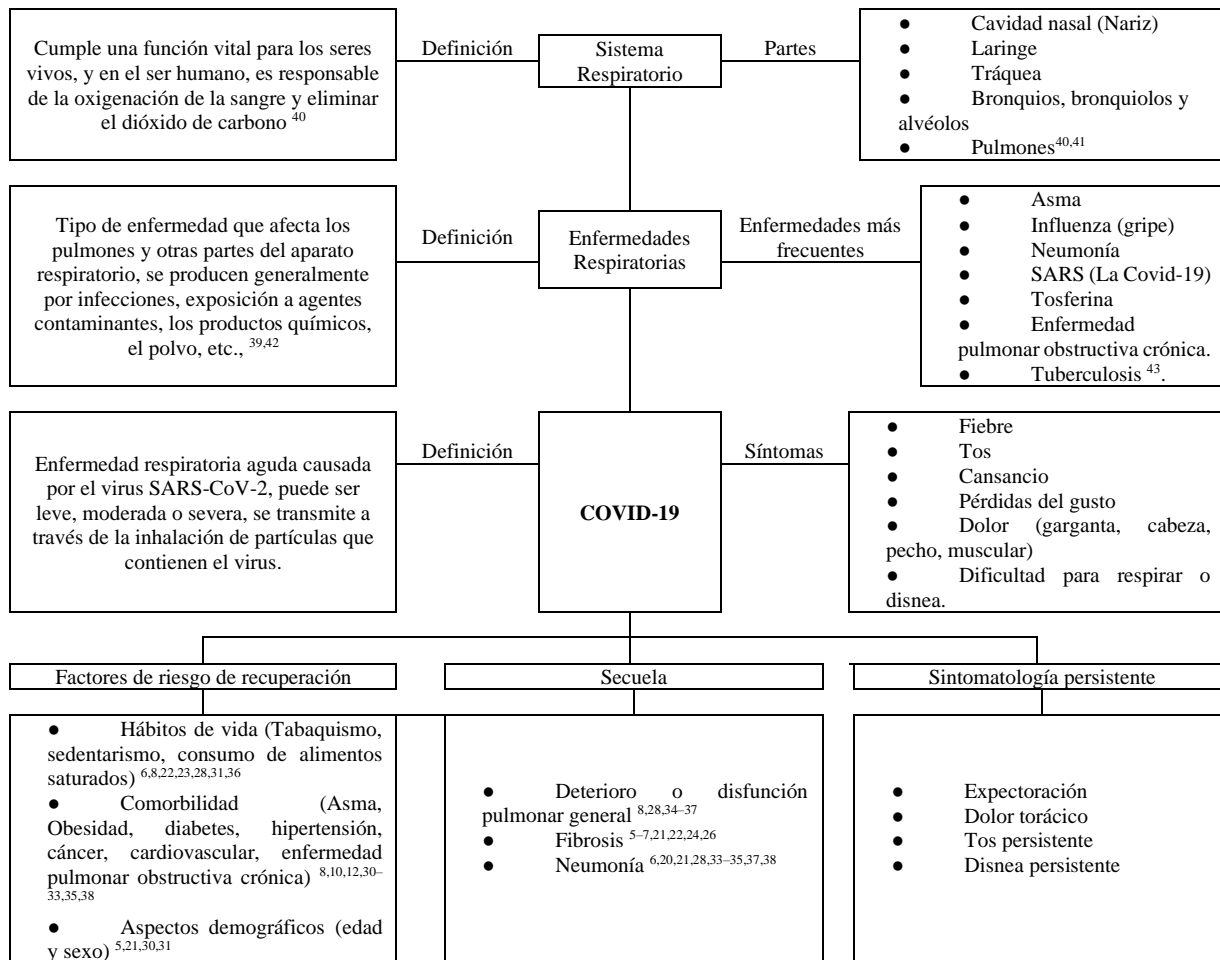 Cumple una función vital para los seres
vivos, y en el ser humano, es responsable
de la oxigenación de la sangre y eliminar
el dióxido de carbono 40
Definición
Sistema
Respiratorio
Partes
● Cavidad nasal (Nariz)
● Laringe
● Tráquea
● Bronquios, bronquiolos y
alvéolos
● Pulmones40,41
Tipo de enfermedad que afecta los
pulmones y otras partes del aparato
respiratorio, se producen generalmente
por infecciones, exposición a agentes
contaminantes, los productos químicos,
el polvo, etc., 39,42
Definición
Enfermedades
Respiratorias
Enfermedades más
frecuentes
● Asma
● Influenza (gripe)
● Neumonía
● SARS (La Covid-19)
● Tosferina
● Enfermedad
pulmonar obstructiva crónica.
● Tuberculosis 43.
Enfermedad respiratoria aguda causada
por el virus SARS-CoV-2, puede ser
leve, moderada o severa, se transmite a
través de la inhalación de partículas que
contienen el virus.
Definición
COVID-19
Síntomas
● Fiebre
● Tos
● Cansancio
● Pérdidas del gusto
● Dolor (garganta, cabeza,
pecho, muscular)
● Dificultad para respirar o
disnea.
Factores de riesgo de recuperación
● Hábitos de vida (Tabaquismo,
sedentarismo, consumo de alimentos
saturados) 6,8,22,23,28,31,36
● Comorbilidad (Asma,
Obesidad, diabetes, hipertensión,
cáncer, cardiovascular, enfermedad
pulmonar obstructiva crónica) 8,10,12,30–
33,35,38
● Aspectos demográficos (edad
y sexo) 5,21,30,31
Secuela
● Deterioro o disfunción
pulmonar general 8,28,34–37
● Fibrosis 5–7,21,22,24,26
● Neumonía 6,20,21,28,33–35,37,38
Sintomatología persistente
● Expectoración
● Dolor torácico
● Tos persistente
● Disnea persistente